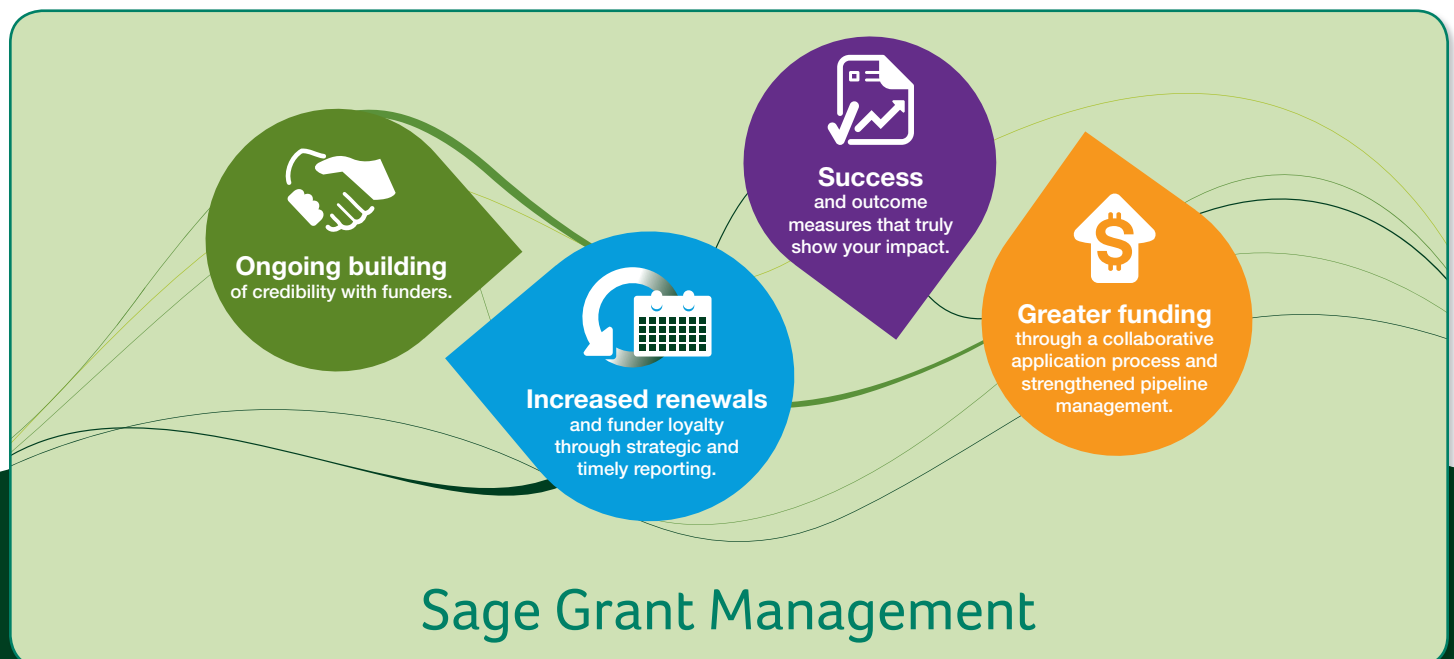 Ongoing building
of credibility with funders.
Increased renewals
and funder loyalty
through strategic and
timely reporting.
Success
and outcome
measures that truly
show your impact.
$
Greater funding
through a collaborative
application process and
strengthened pipeline
management.
Sage Grant Management